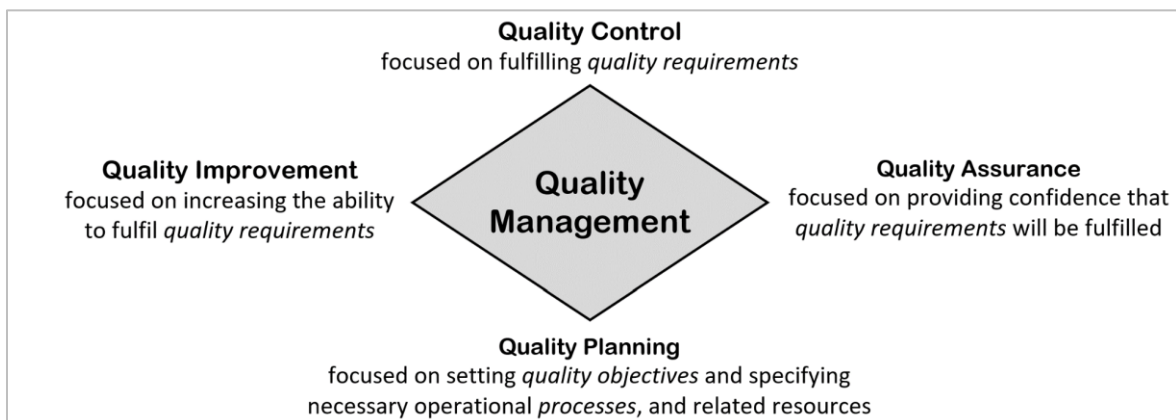 Quality Control
focused on fulfilling quality requirements
Quality Improvement
focused on increasing the ability
to fulfil quality requirements
Quality
Management
Quality Assurance
focused on providing confidence that
quality requirements will be fulfilled
Quality Planning
focused on setting quality objectives and specifying
necessary operational processes, and related resources